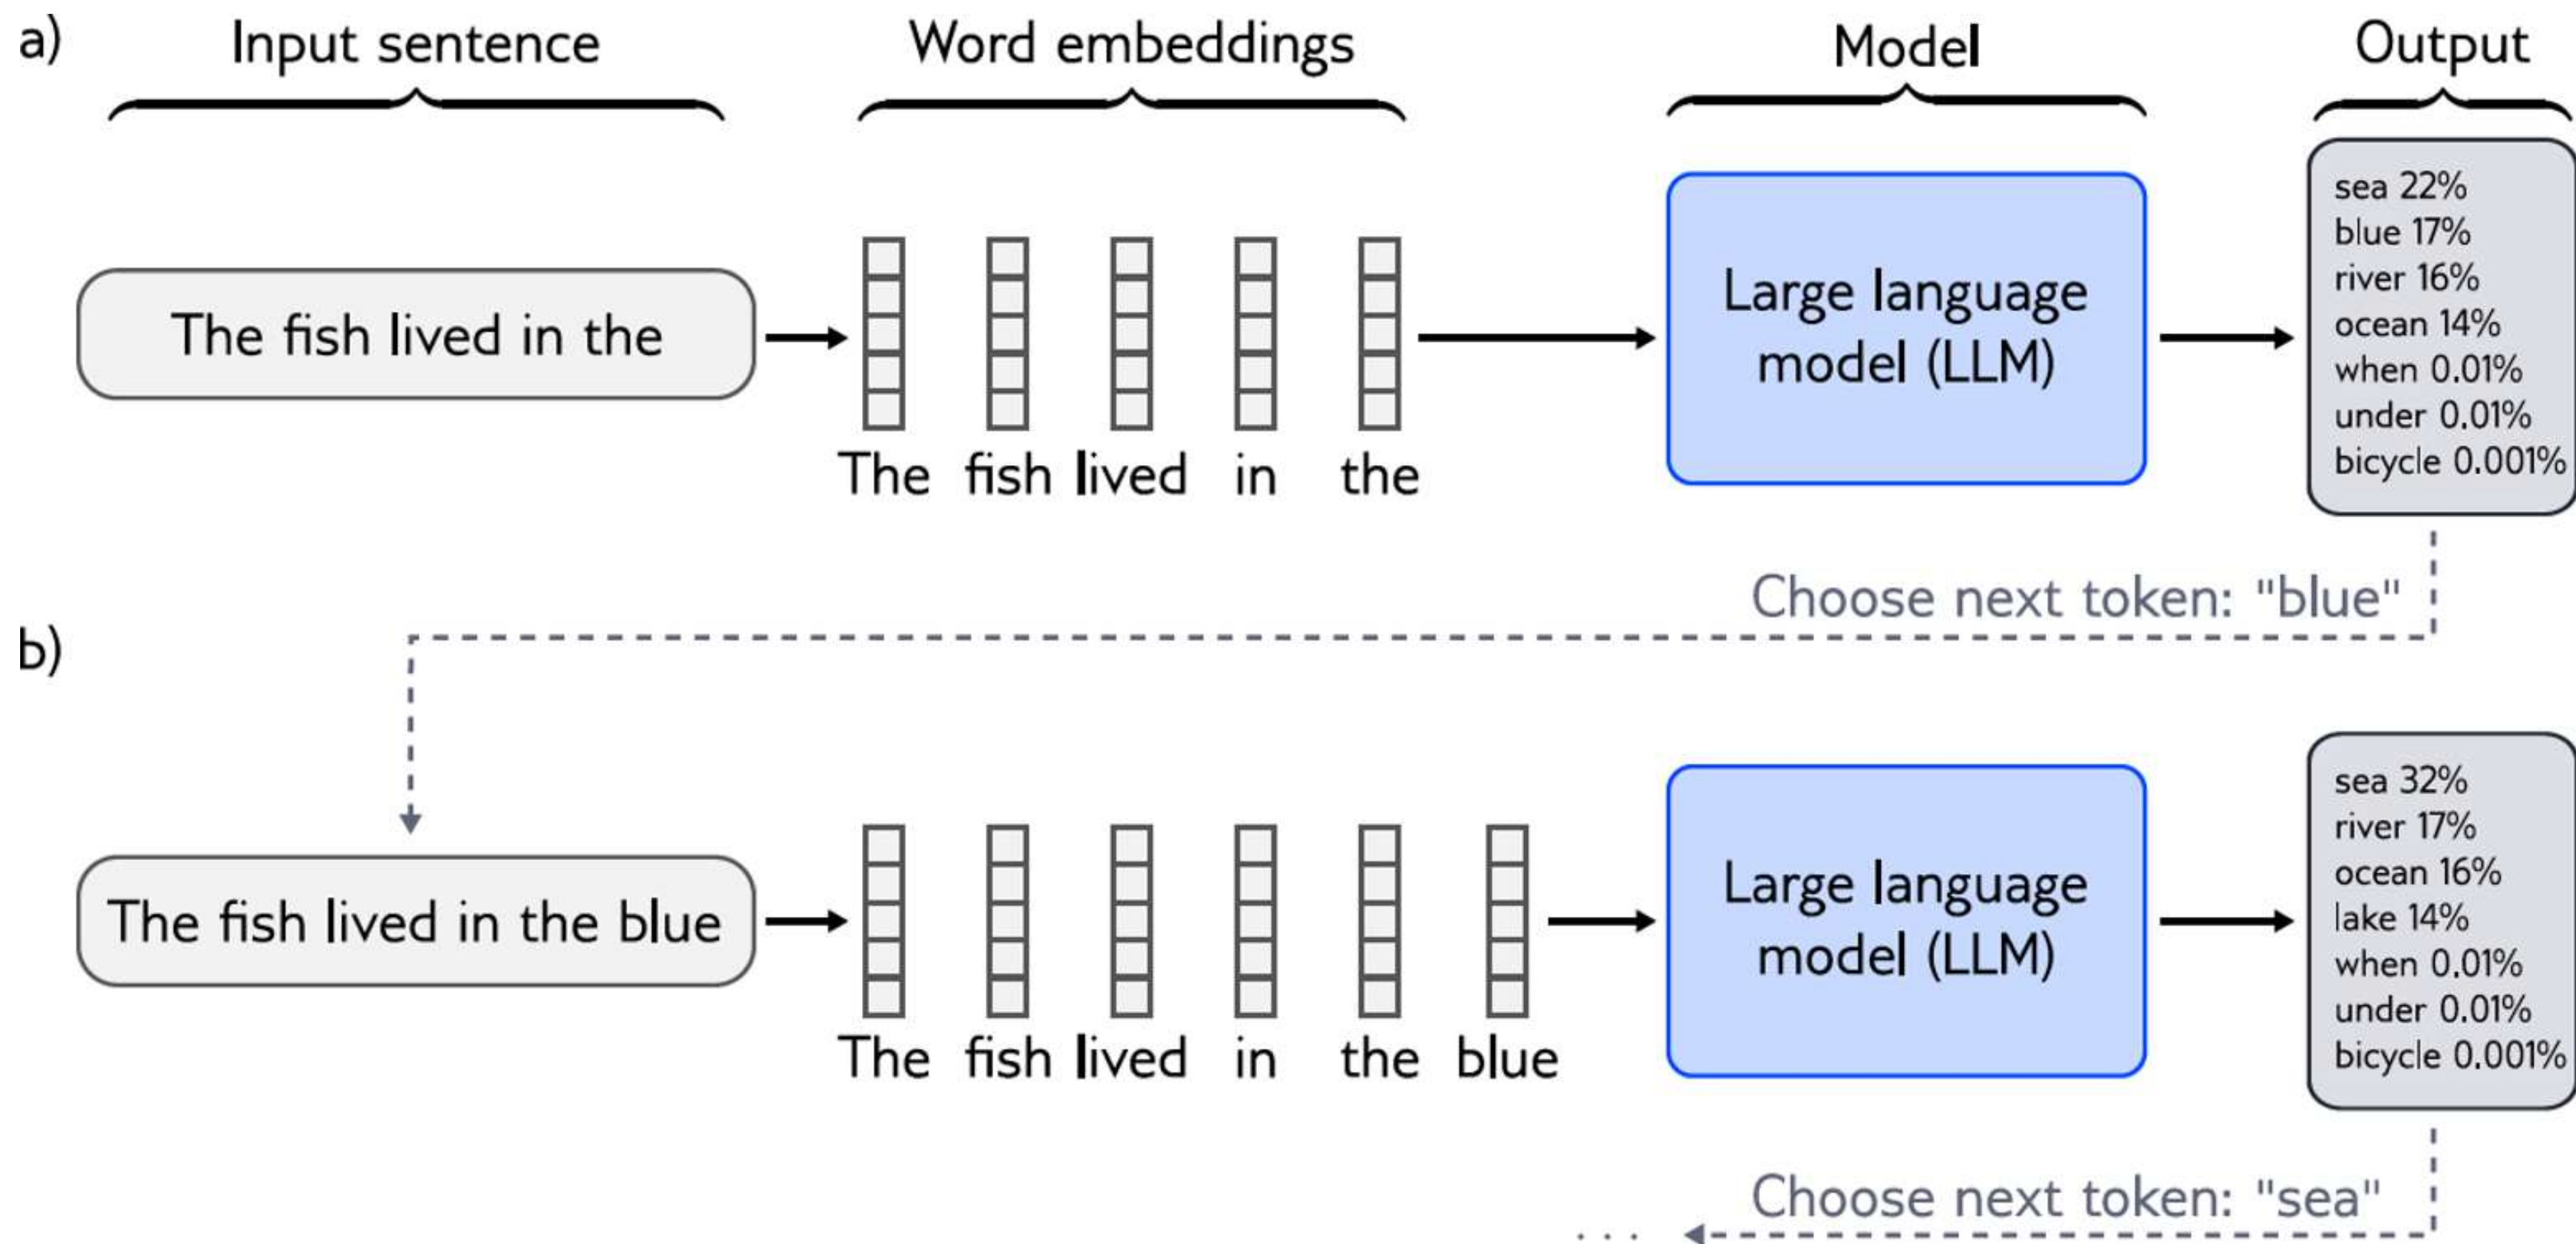 a)
Input sentence
Word embeddings
Model
Output
The fish lived in the
The fish lived in the
Large language
model (LLM)
sea 22%
blue 17%
river 16%
ocean 14%
when 0.01%
under 0.01%
bicycle 0.001%
Choose next token: "blue"
b)
The fish lived in the blue
The fish lived in the blue
Large language
model (LLM)
sea 32%
river 17%
ocean 16%
lake 14%
when 0.01%
under 0.01%
bicycle 0.001%
Choose next token: "sea"
. . .